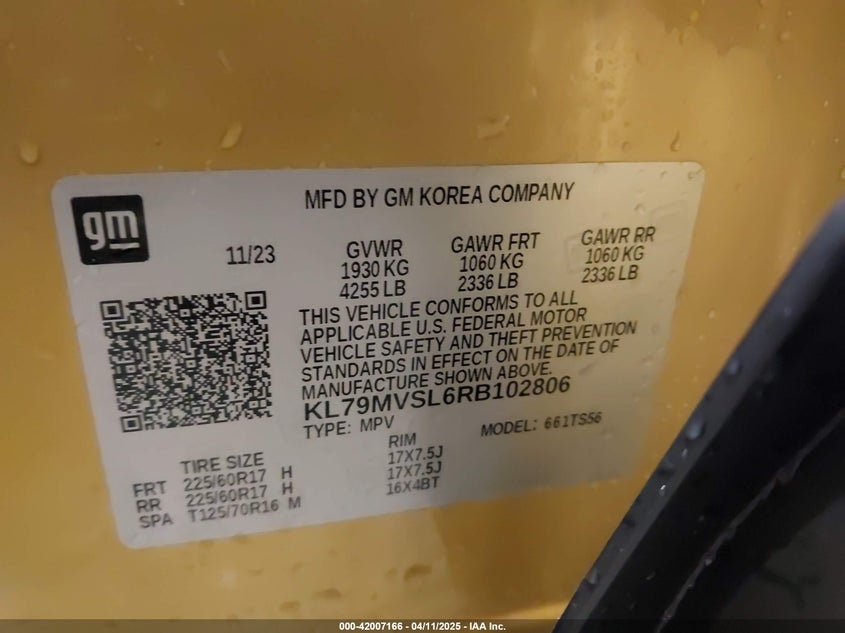 gm
MFD BY GM KOREA COMPANY
11/23
GVWR GAWR FRT GAWR RR
1930 KG 1060 KG 1060 KG
4255 LB 2336 LB 2336 LB
THIS VEHICLE CONFORMS TO ALL
APPLICABLE U.S. FEDERAL MOTOR
VEHICLE SAFETY AND THEFT PREVENTION
STANDARDS IN EFFECT ON THE DATE OF
MANUFACTURE SHOWN ABOVE.
KL79MVSL6RB102806
TYPE: MPV MODEL: 661TS56
TIRE SIZE RIM
FRT 225/60R17 H 17X7.5J
RR 225/60R17 H 17X7.5J
SPA T125/70R16 M 16X4BT
000-42007166 - 04/11/2025 - IAA Inc.